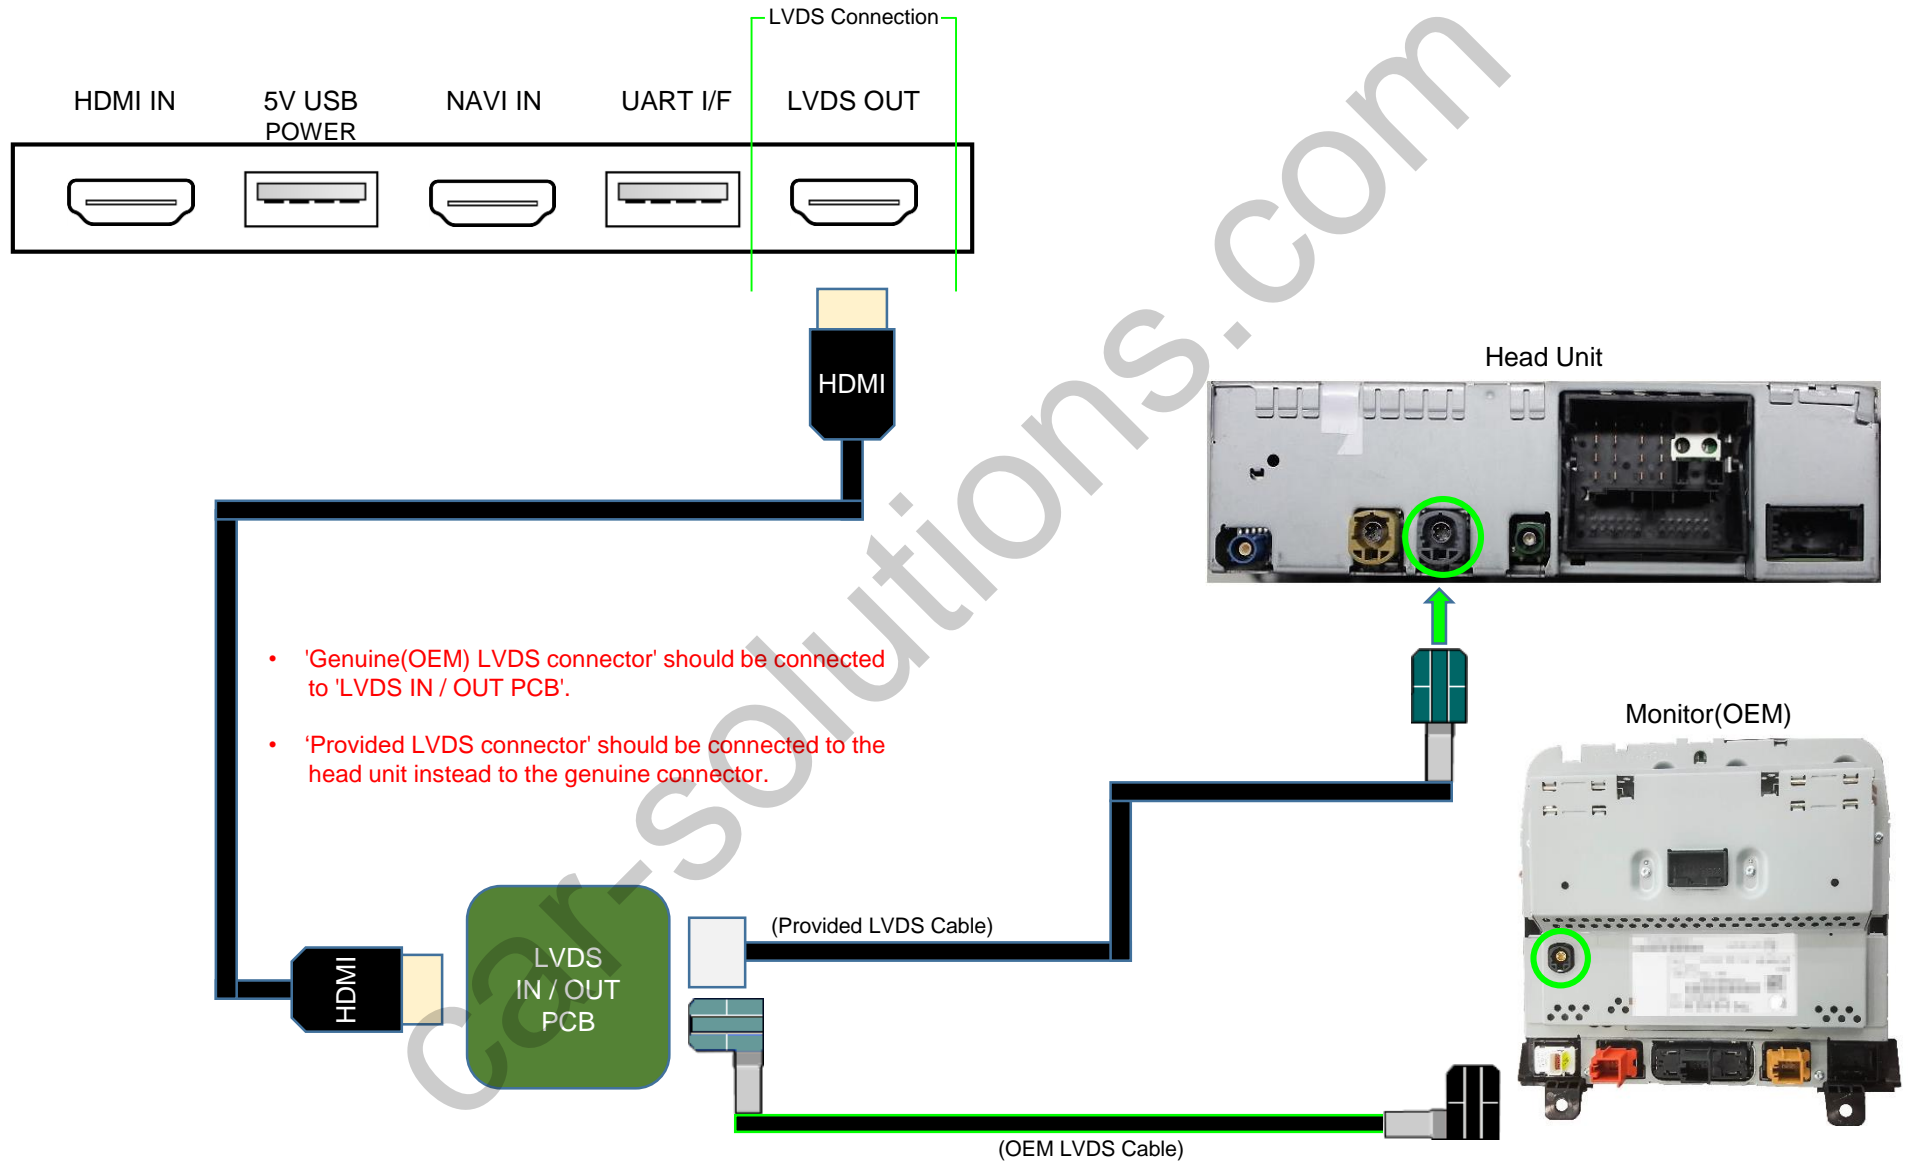 LVDS Connection
HDMI IN
5V USB
POWER
NAVI IN
UART I/F
LVDS OUT
HDMI
Head Unit
• 'Genuine(OEM) LVDS connector' should be connected
to 'LVDS IN / OUT PCB'.
• ‘Provided LVDS connector' should be connected to the
head unit instead to the genuine connector.
Monitor(OEM)
(Provided LVDS Cable)
HDMI
LVDS
IN / OUT
PCB
(OEM LVDS Cable)
car-solutions.com